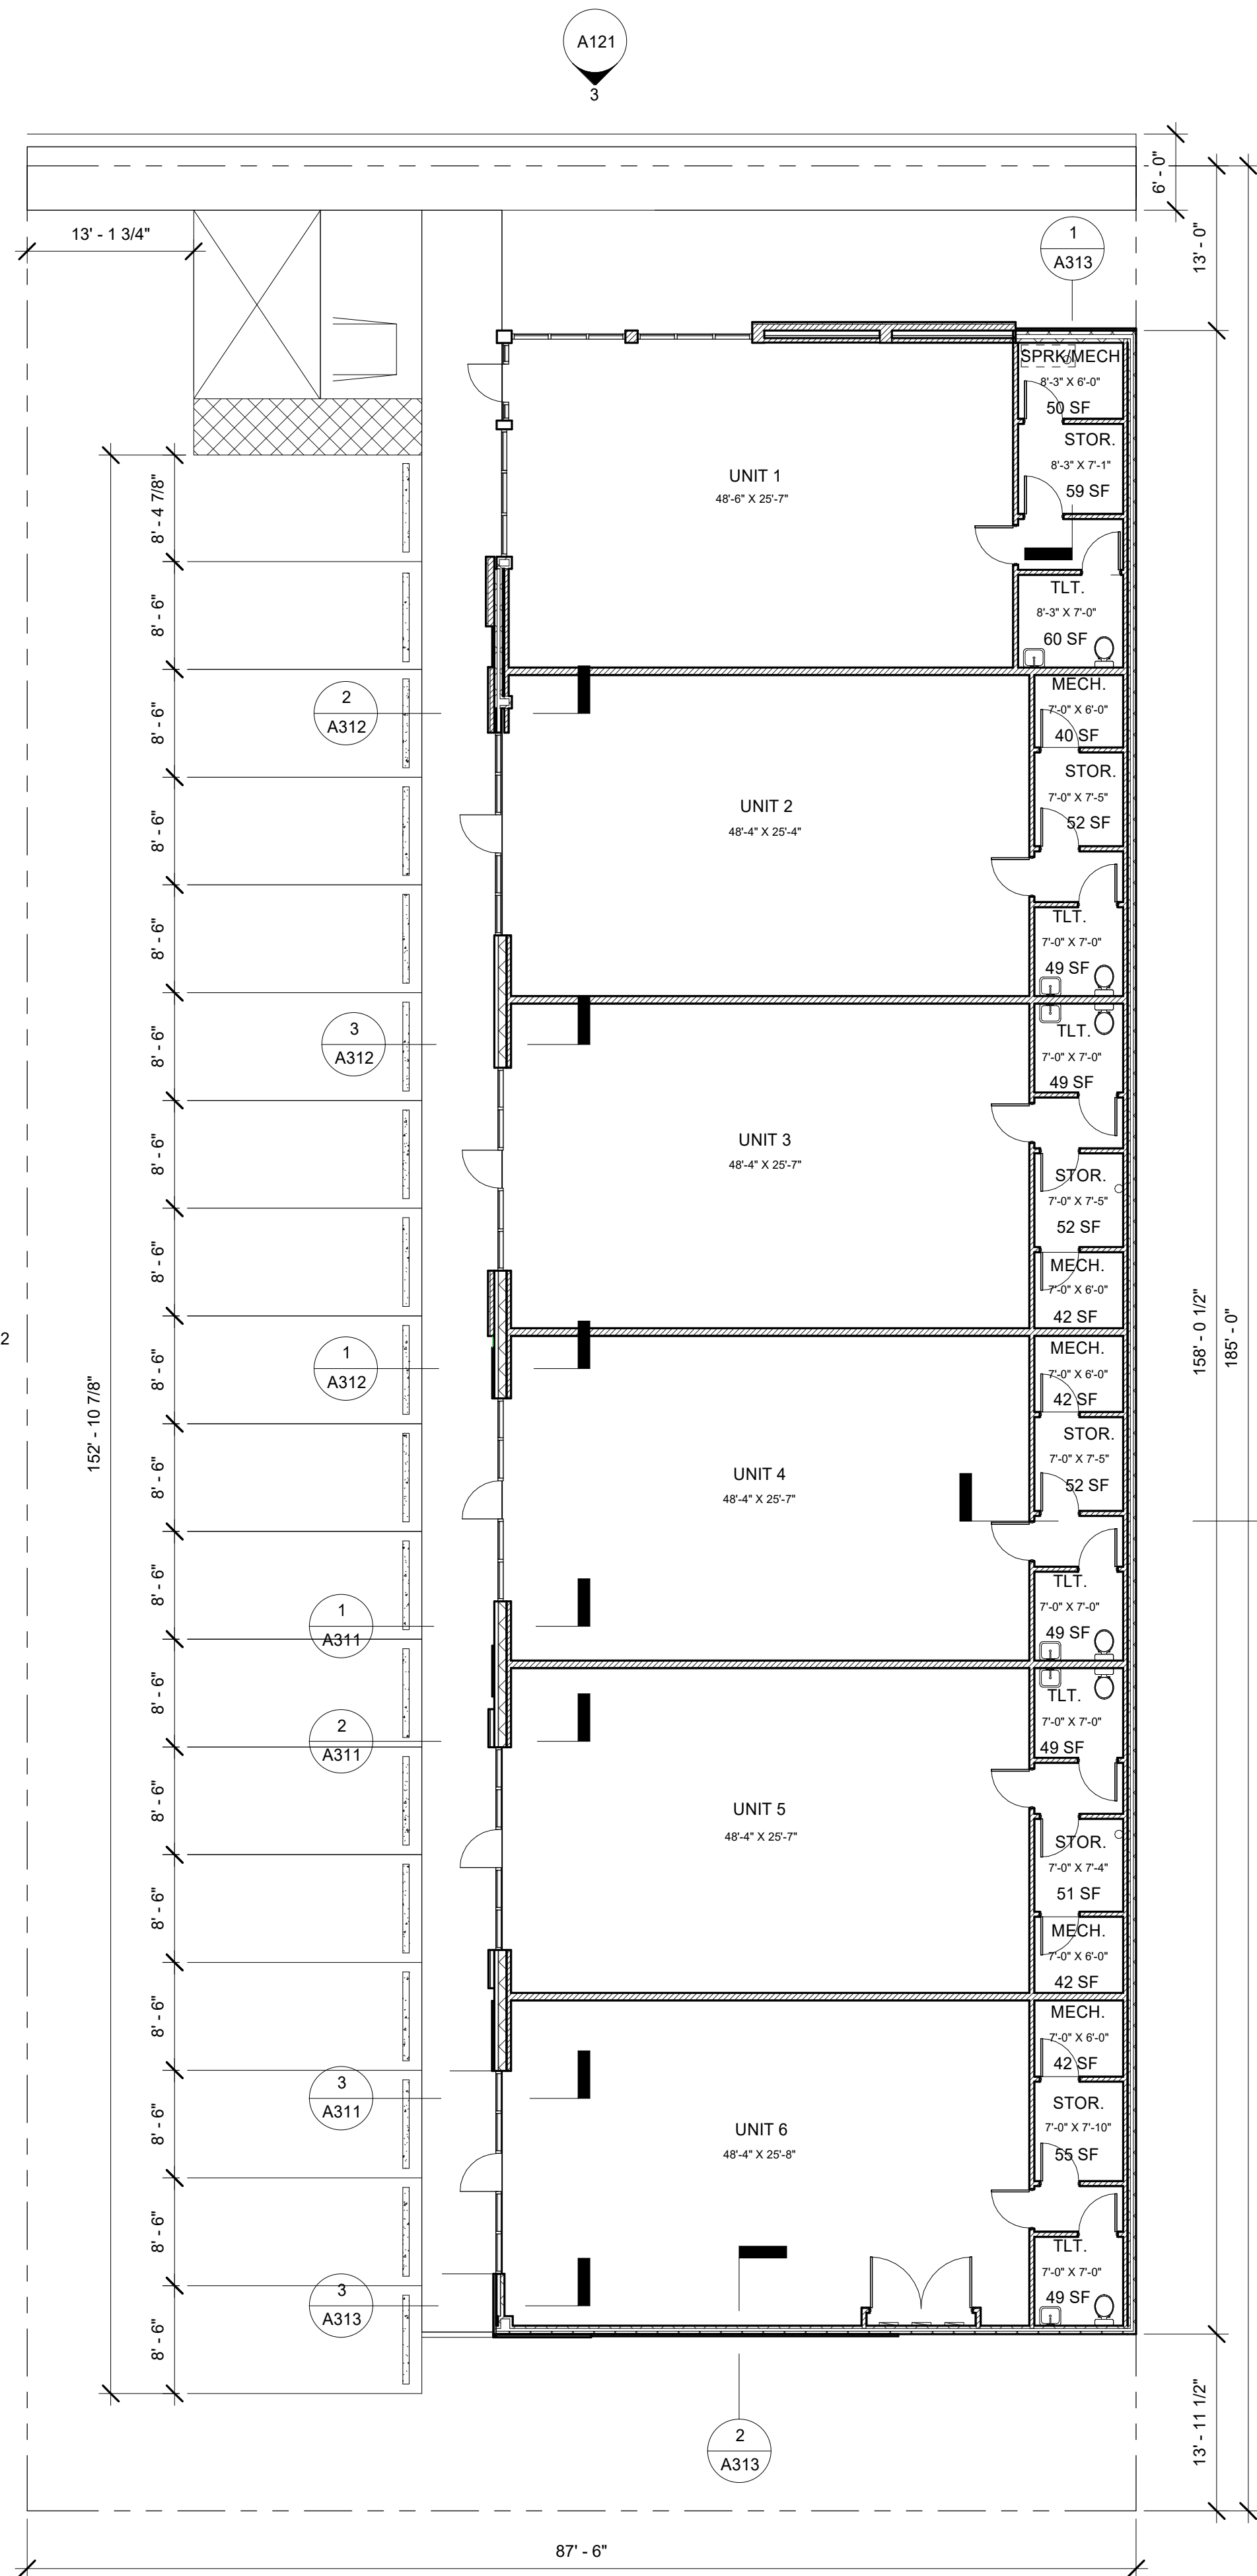 A121
3
6' - 0"
13' - 1 3/4"
13' - 0"
1
A313
SPRK/MECH
8'-3" X 6'-0"
50 SF
STOR.
8'-3" X 7'-1"
59 SF
UNIT 1
48'-6" X 25'-7"
8' - 4 7/8"
TLT.
8'-3" X 7'-0"
60 SF
8' - 6"
MECH.
7'-0" X 6'-0"
40 SF
2
A312
8' - 6"
STOR.
7'-0" X 7'-5"
52 SF
UNIT 2
48'-4" X 25'-4"
8' - 6"
TLT.
7'-0" X 7'-0"
49 SF
8' - 6"
3
A312
8' - 6"
TLT.
7'-0" X 7'-0"
49 SF
UNIT 3
48'-4" X 25'-7"
8' - 6"
STOR.
7'-0" X 7'-5"
52 SF
8' - 6"
MECH.
7'-0" X 6'-0"
42 SF
158' - 0 1/2"
185' - 0"
2
1
A312
8' - 6"
MECH.
7'-0" X 6'-0"
42 SF
152' - 10 7/8"
STOR.
7'-0" X 7'-5"
52 SF
UNIT 4
48'-4" X 25'-7"
8' - 6"
TLT.
7'-0" X 7'-0"
49 SF
8' - 6"
1
A311
TLT.
7'-0" X 7'-0"
49 SF
8' - 6"
2
A311
UNIT 5
48'-4" X 25'-7"
8' - 6"
STOR.
7'-0" X 7'-4"
51 SF
8' - 6"
MECH.
7'-0" X 6'-0"
42 SF
MECH.
7'-0" X 6'-0"
42 SF
8' - 6"
3
A311
STOR.
7'-0" X 7'-10"
55 SF
UNIT 6
48'-4" X 25'-8"
8' - 6"
TLT.
7'-0" X 7'-0"
49 SF
8' - 6"
3
A313
8' - 6"
13' - 11 1/2"
2
A313
87' - 6"